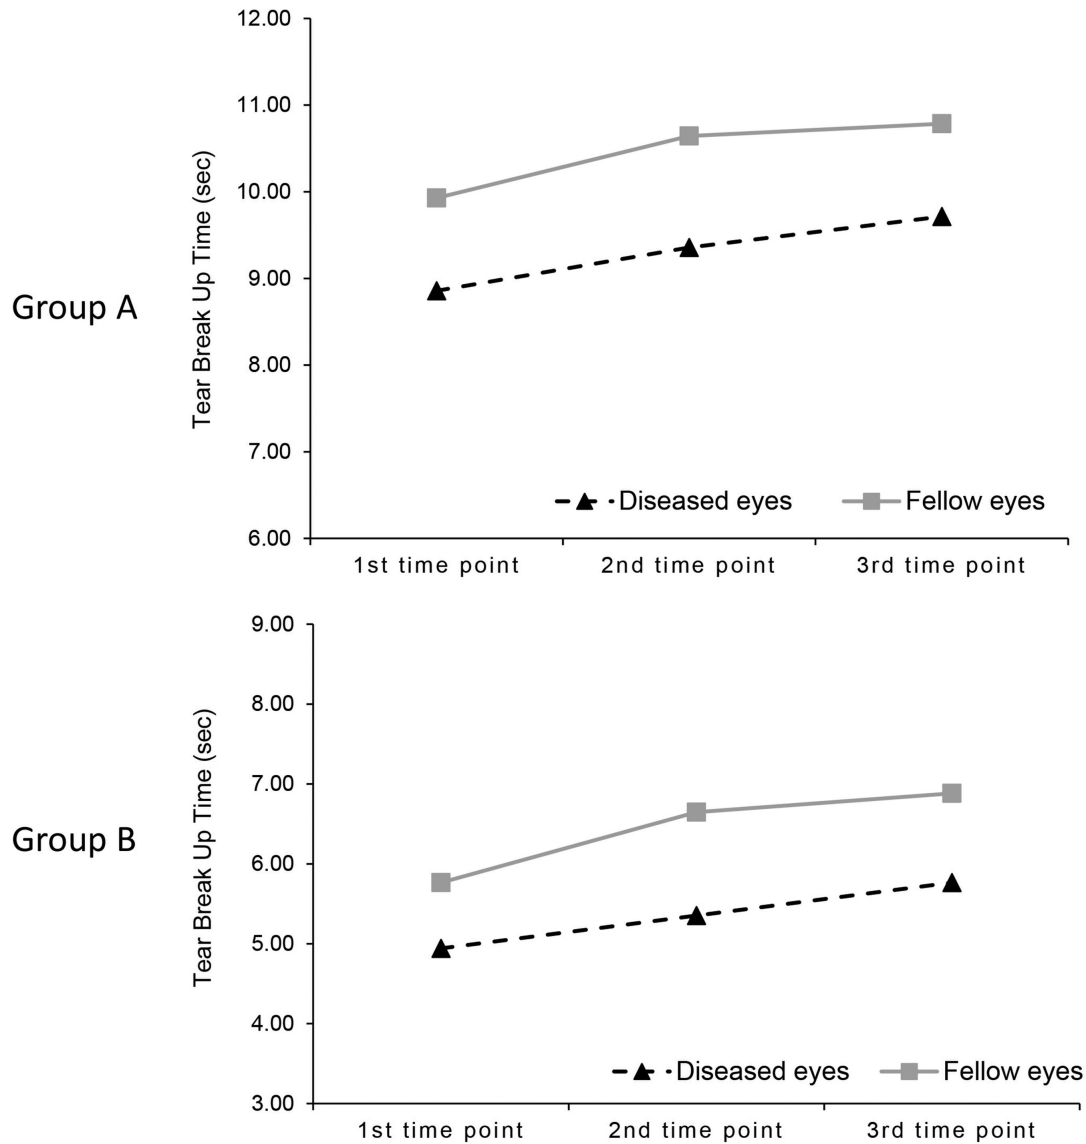 Group A
Tear Break Up Time (sec)
12.00
11.00
10.00
9.00
8.00
7.00
6.00
Diseased eyes
Fellow eyes
1st time point
2nd time point
3rd time point
Group B
Tear Break Up Time (sec)
9.00
8.00
7.00
6.00
5.00
4.00
3.00
Diseased eyes
Fellow eyes
1st time point
2nd time point
3rd time point